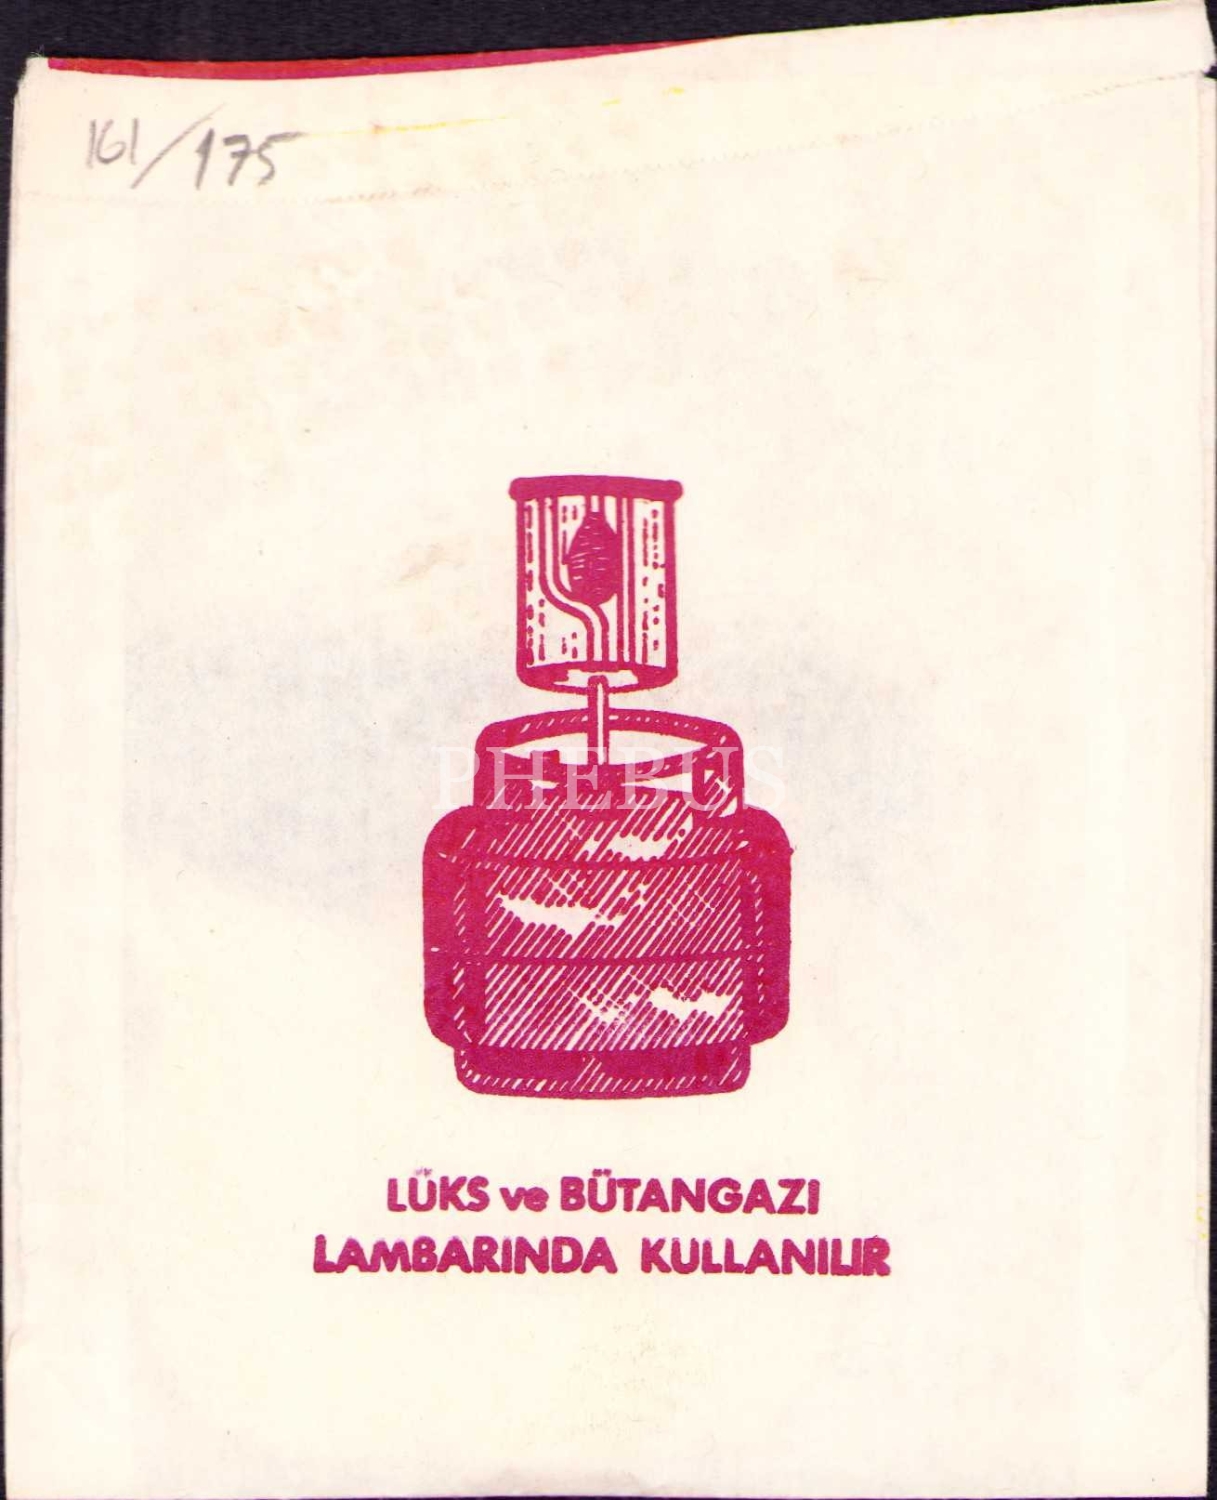 161/175
PHEBUS
LÜKS ve BÜTANGAZI
LAMBARINDA KULLANILIR